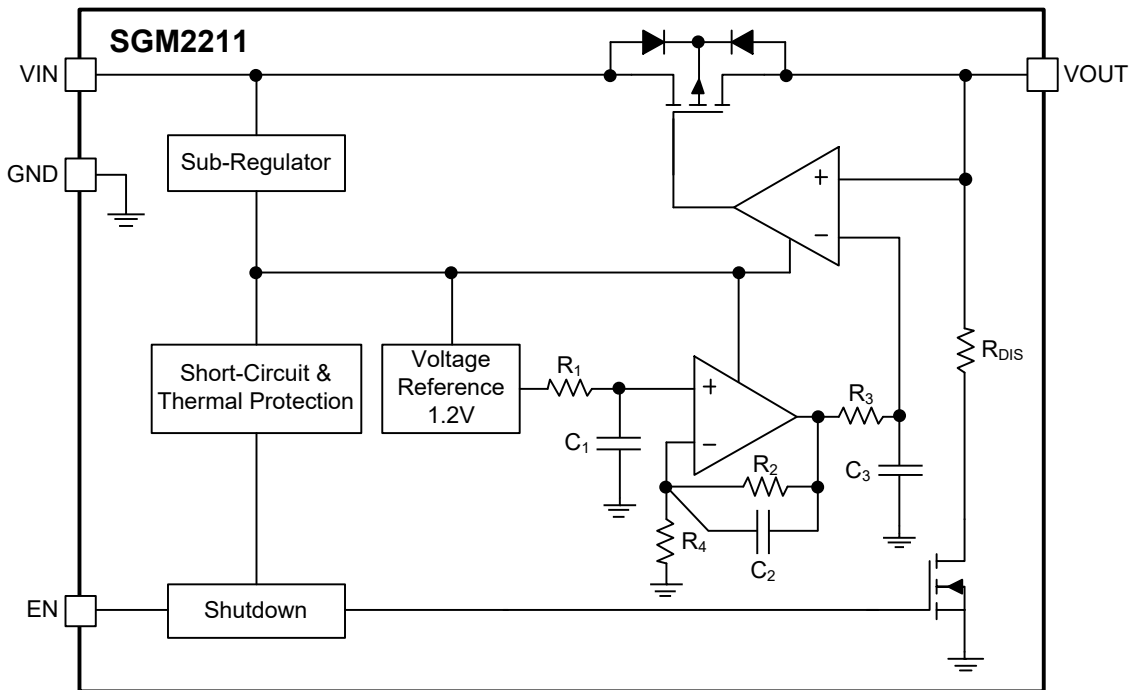 SGM2211
VIN
VOUT
GND
Sub-Regulator
+
−
Short-Circuit &
Thermal Protection
Voltage
Reference
1.2V
R₁
C₁
+
−
R₂
C₂
R₃
C₃
R₄
R_DIS
EN
Shutdown